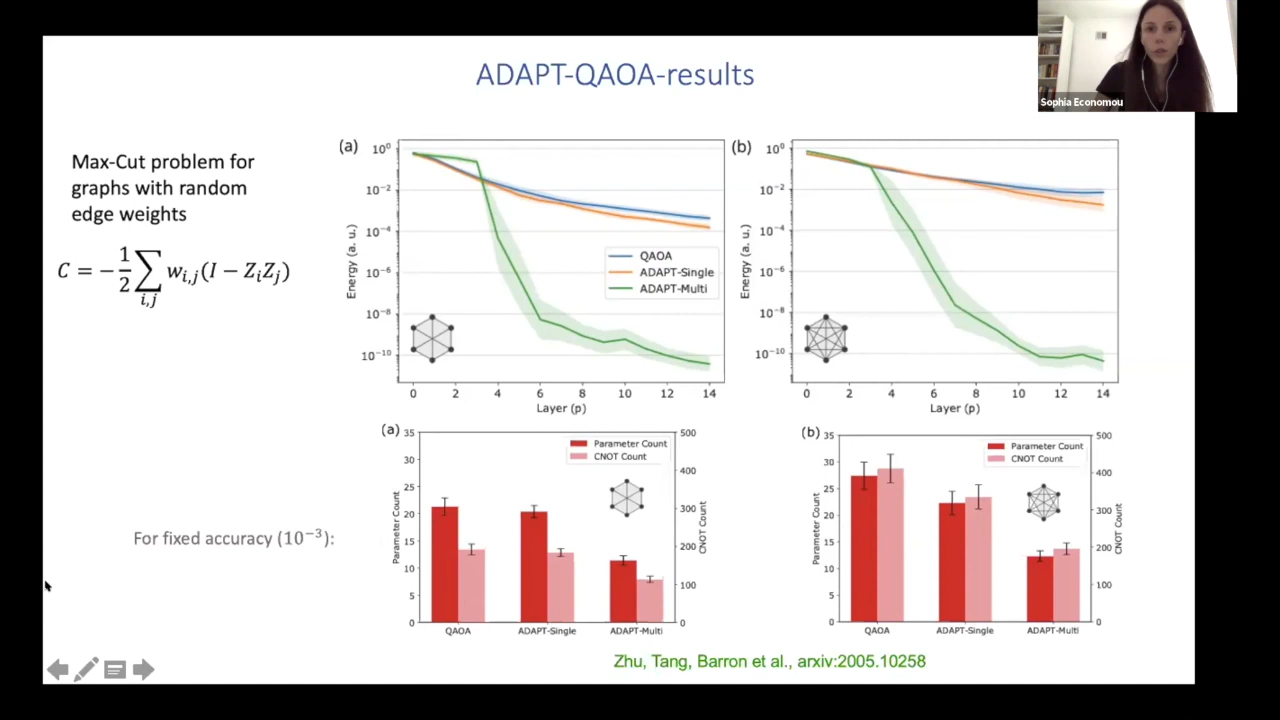 ADAPT-QAOA-results
Sophia Economou
Max-Cut problem for
graphs with random
edge weights
C = −\frac{1}{2}\sum_{i,j} w_{i,j}(I − Z_iZ_j)
(a)
10^0
10^{-2}
10^{-4}
10^{-6}
10^{-8}
10^{-10}
Energy (a. u.)
QAOA
ADAPT-Single
ADAPT-Multi
0 2 4 6 8 10 12 14
Layer (p)
(b)
10^0
10^{-2}
10^{-4}
10^{-6}
10^{-8}
10^{-10}
Energy (a. u.)
0 2 4 6 8 10 12 14
Layer (p)
For fixed accuracy (10^{-3}):
(a)
35
30
25
20
15
10
5
0
Parameter Count
Parameter Count
CNOT Count
500
400
300
200
100
0
CNOT Count
QAOA ADAPT-Single ADAPT-Multi
(b)
35
30
25
20
15
10
5
0
Parameter Count
Parameter Count
CNOT Count
500
400
300
200
100
0
CNOT Count
QAOA ADAPT-Single ADAPT-Multi
Zhu, Tang, Barron et al., arxiv:2005.10258